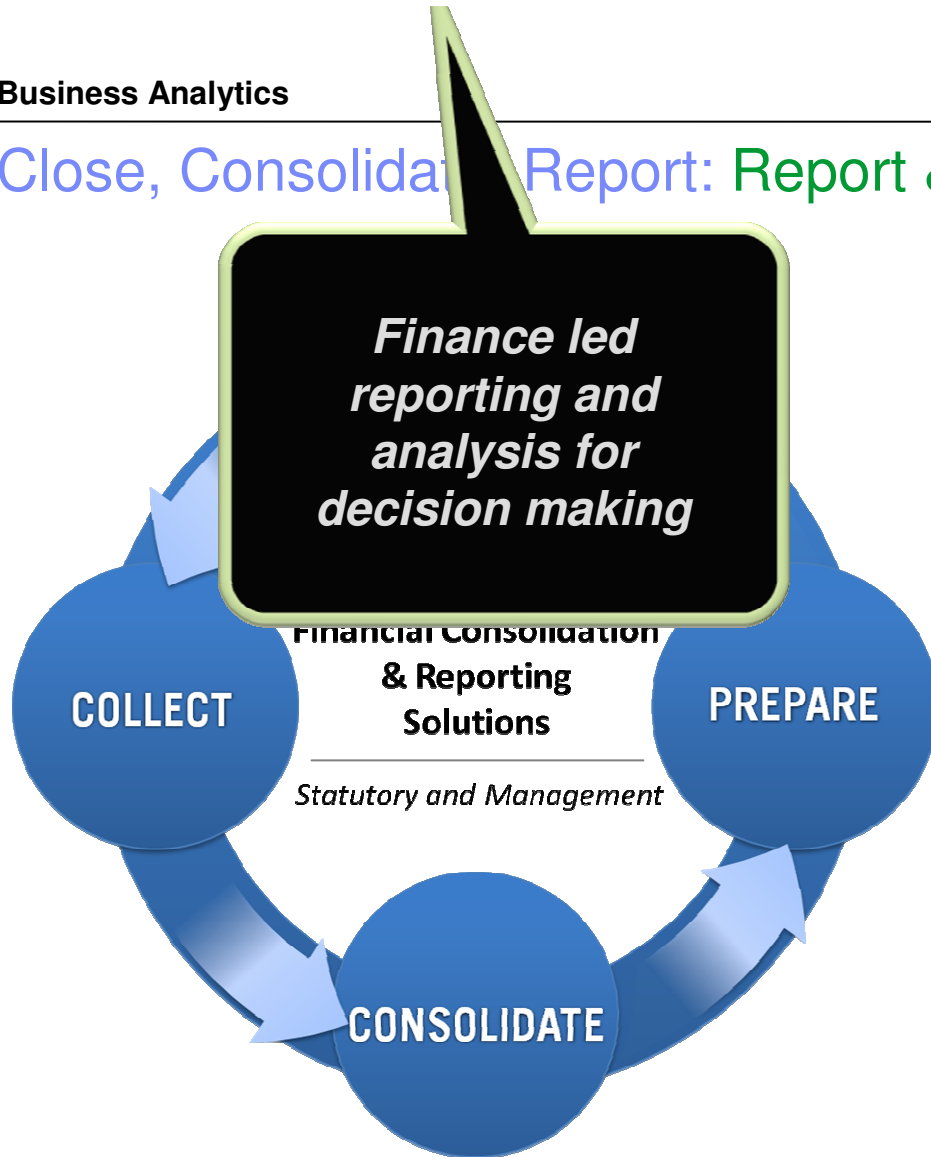 Business Analytics
Close, Consolidat Report: Report &
Finance led
reporting and
analysis for
decision making
Financial Consolidation
& Reporting
Solutions
COLLECT
PREPARE
Statutory and Management
CONSOLIDATE